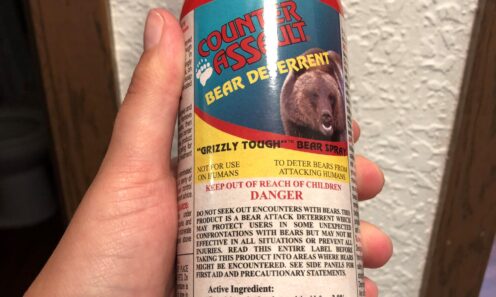 COUNTER
ASSAULT
BEAR DETERRENT
"GRIZZLY TOUGH"™ BEAR SPRAY
NOT FOR USE
ON HUMANS
TO DETER BEARS FROM
ATTACKING HUMANS
KEEP OUT OF REACH OF CHILDREN
DANGER
DO NOT SEEK OUT ENCOUNTERS WITH BEARS. THIS
PRODUCT IS A BEAR ATTACK DETERRENT WHICH
MAY PROTECT USERS IN SOME UNEXPECTED
CONFRONTATIONS WITH BEARS BUT MAY NOT BE
EFFECTIVE IN ALL SITUATIONS OR PREVENT ALL
INJURIES. READ THIS ENTIRE LABEL BEFORE
TAKING THIS PRODUCT INTO AREAS WHERE BEARS
MIGHT BE ENCOUNTERED. SEE SIDE PANELS FOR
FIRST AID AND PRECAUTIONARY STATEMENTS.
Active Ingredient: